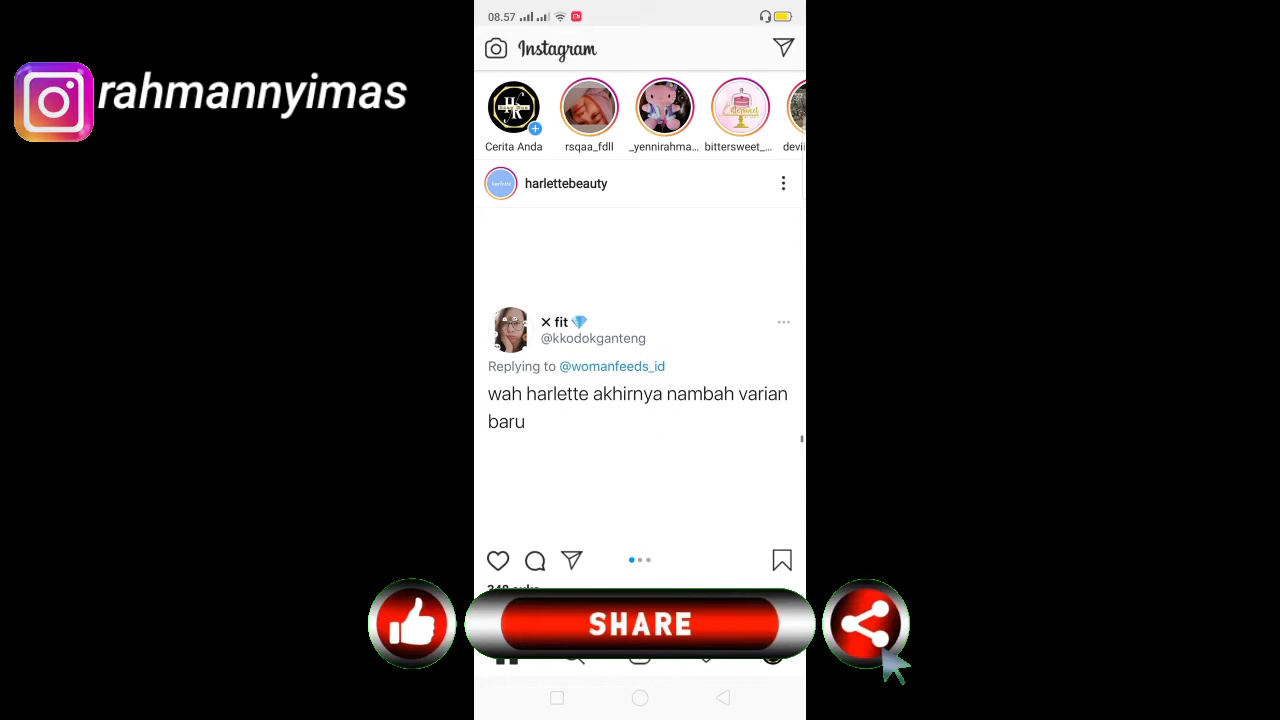 rahmannyimas
08.57
Instagram
Cerita Anda
rsqaa_fdll
_yennirahma...
bittersweet_...
harlettebeauty
harlette
× fit 💎
@kkodokganteng
Replying to @womanfeeds_id
wah harlette akhirnya nambah varian
baru
SHARE